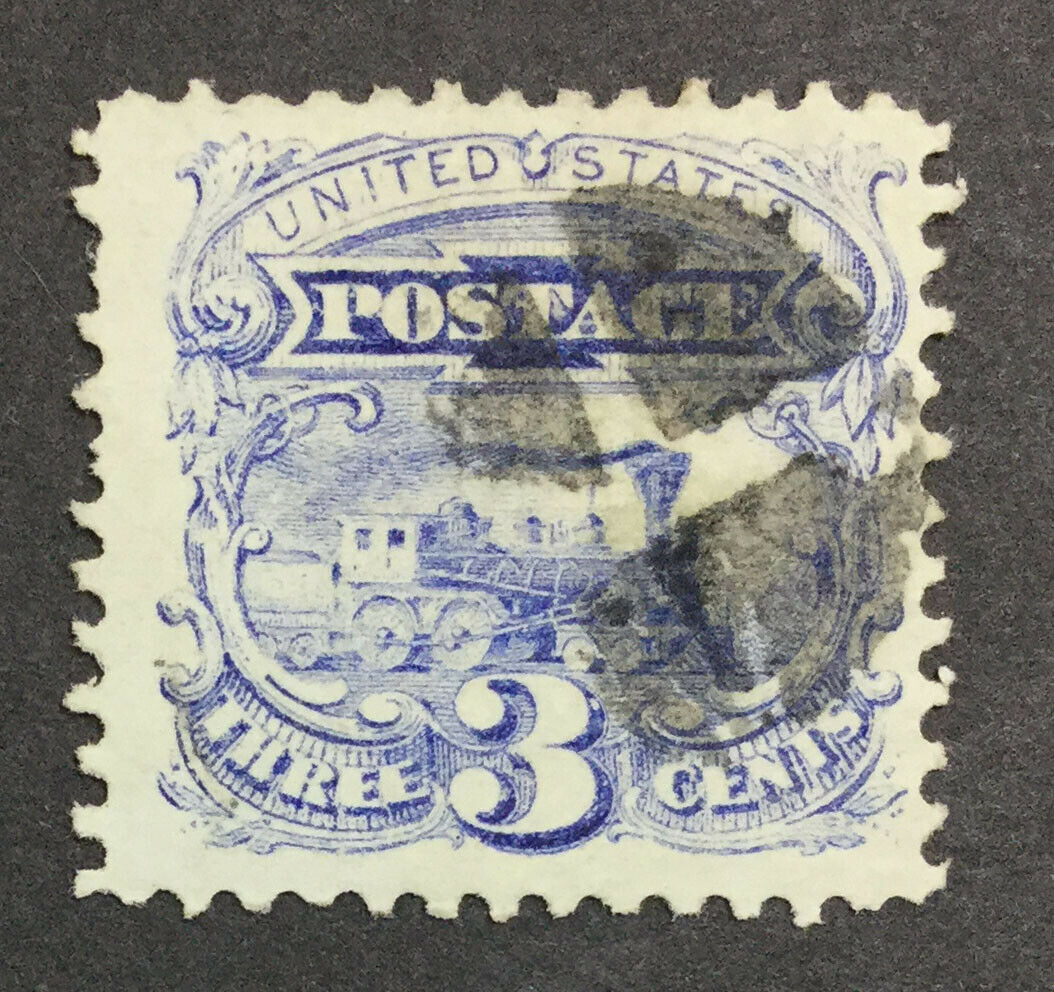 UNITED STATES
POSTAGE
THREE 3 CENTS